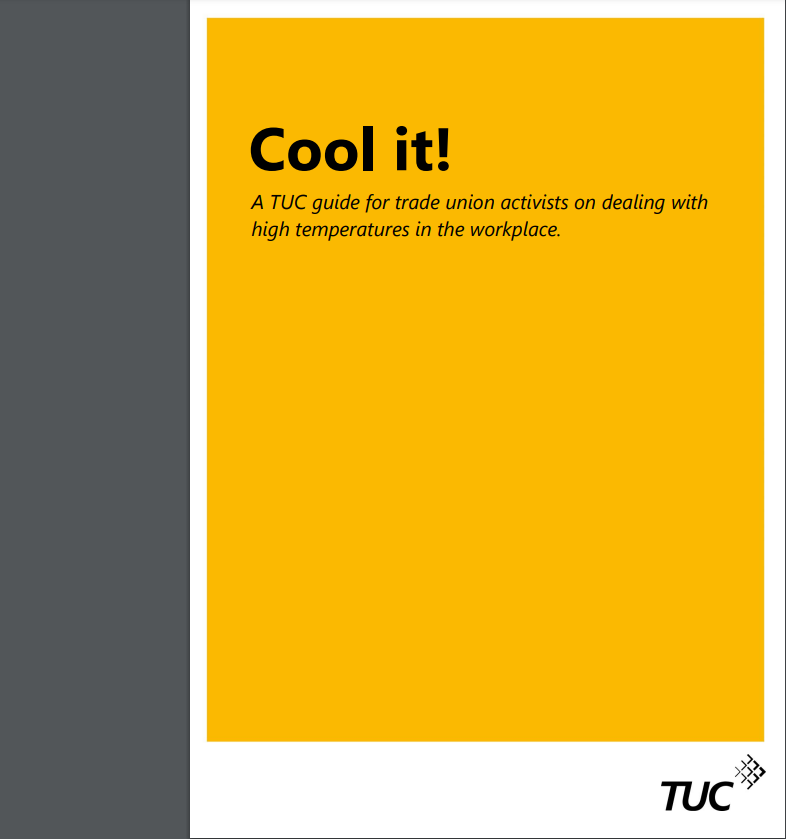 Cool it!
A TUC guide for trade union activists on dealing with
high temperatures in the workplace.
TUC